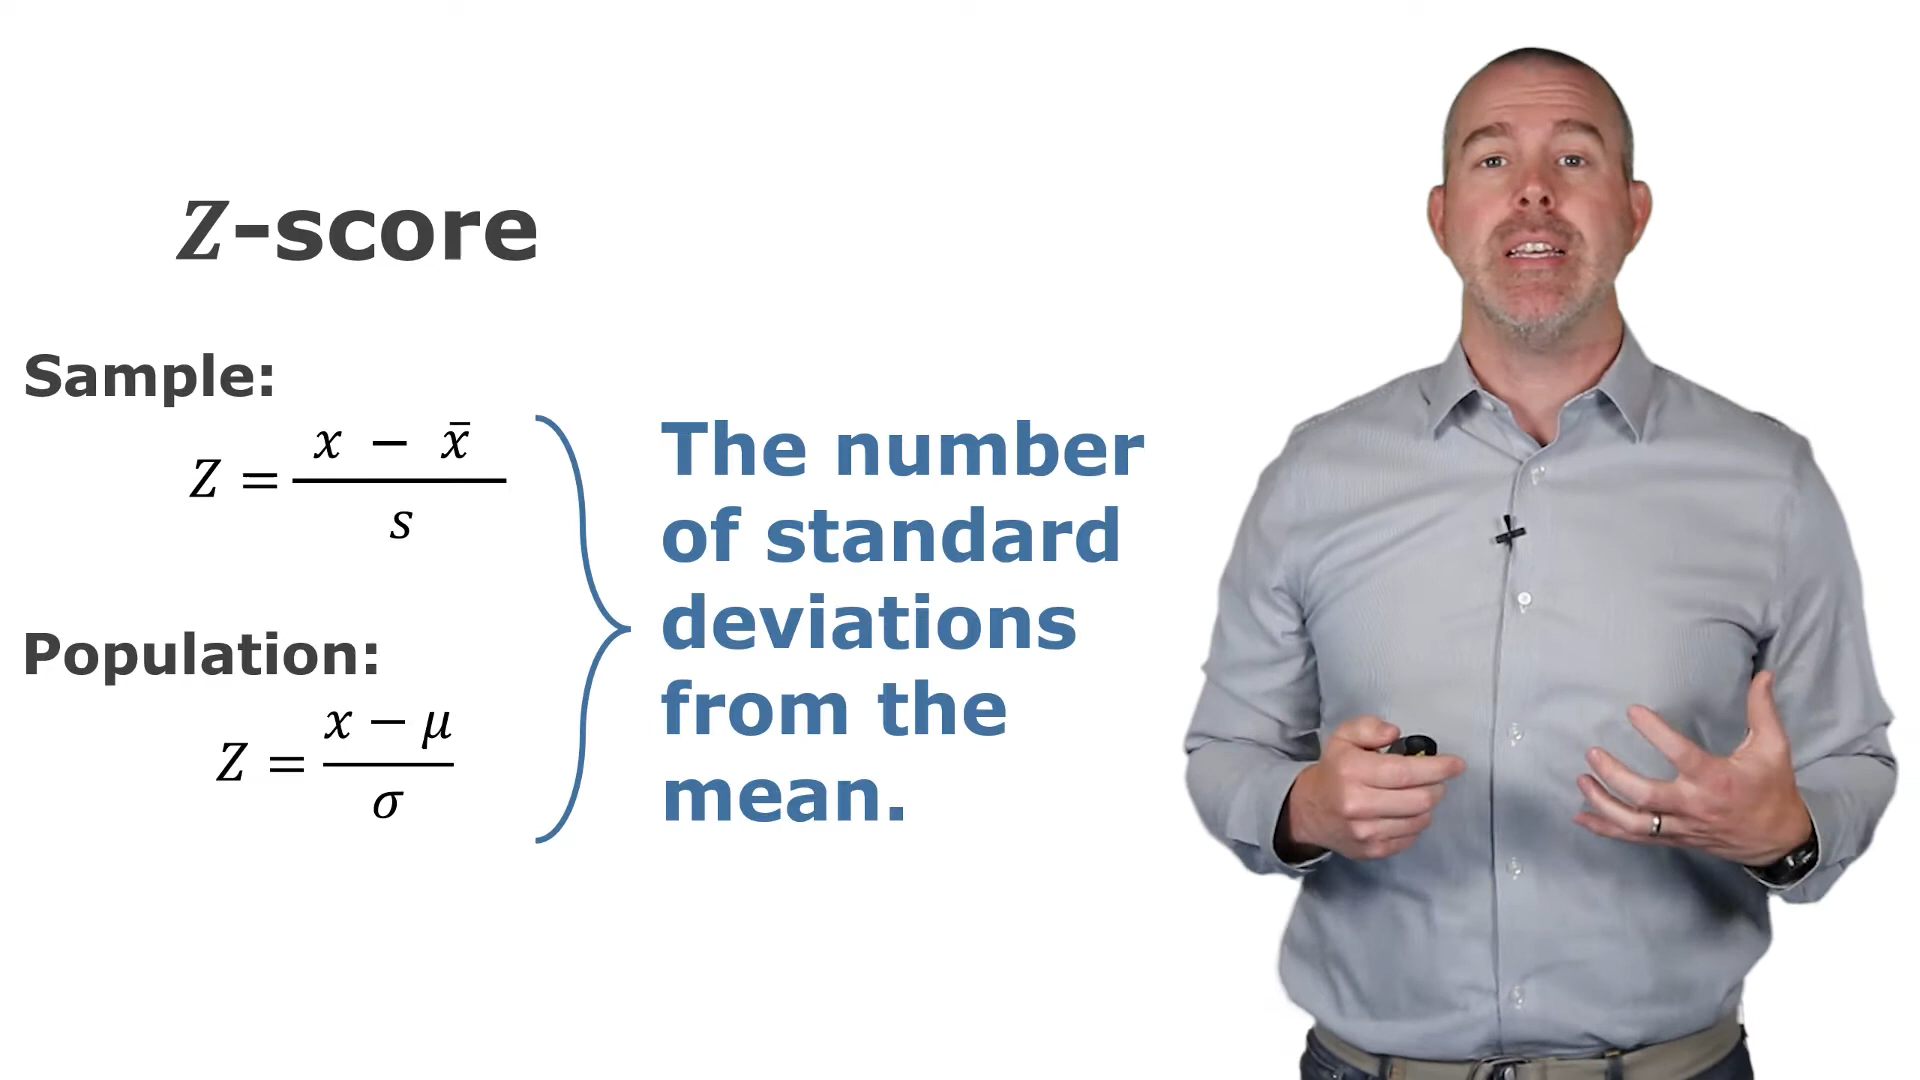 Z-score
Sample:
Z = (x − x̄) / s
Population:
Z = (x − μ) / σ
The number
of standard
deviations
from the
mean.